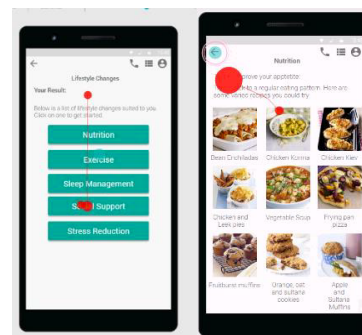 Lifestyle Changes
Your Result:
Below is a list of lifestyle changes suited to you.
Click on one to get started.
Nutrition
Exercise
Sleep Management
Support
Stress Reduction
Nutrition
prove your apptetite
to a regular eating pattern. Here are
some varied recipes you could try:
Bean Enchiladas
Chicken Korma
Chicken Kiev
Chicken and
Leek pies
Vegetable Soup
Frying pan
pizza
Fruitburst muffins
Orange, oat
and sultana
cookies
Apple
and
Sultana
Muffins